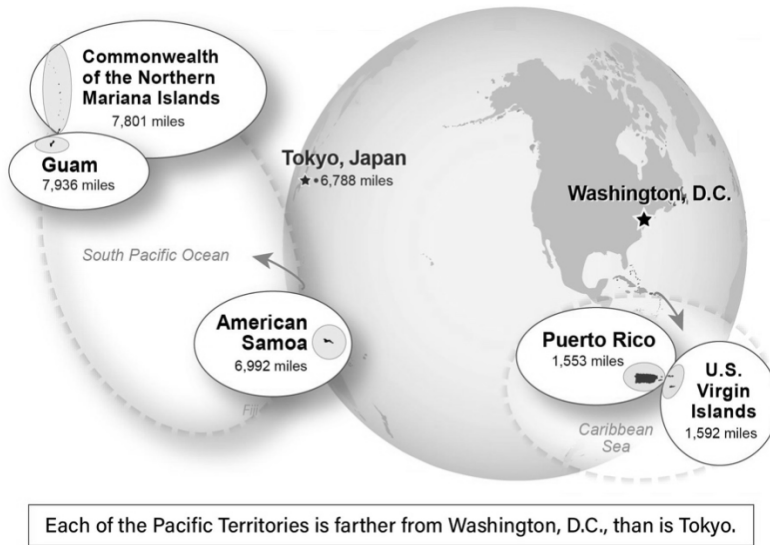 Commonwealth
of the Northern
Mariana Islands
7,801 miles
Guam
7,936 miles
Tokyo, Japan
6,788 miles
Washington, D.C.
South Pacific Ocean
American
Samoa
6,992 miles
Fiji
Puerto Rico
1,553 miles
U.S.
Virgin
Islands
1,592 miles
Caribbean
Sea
Each of the Pacific Territories is farther from Washington, D.C., than is Tokyo.